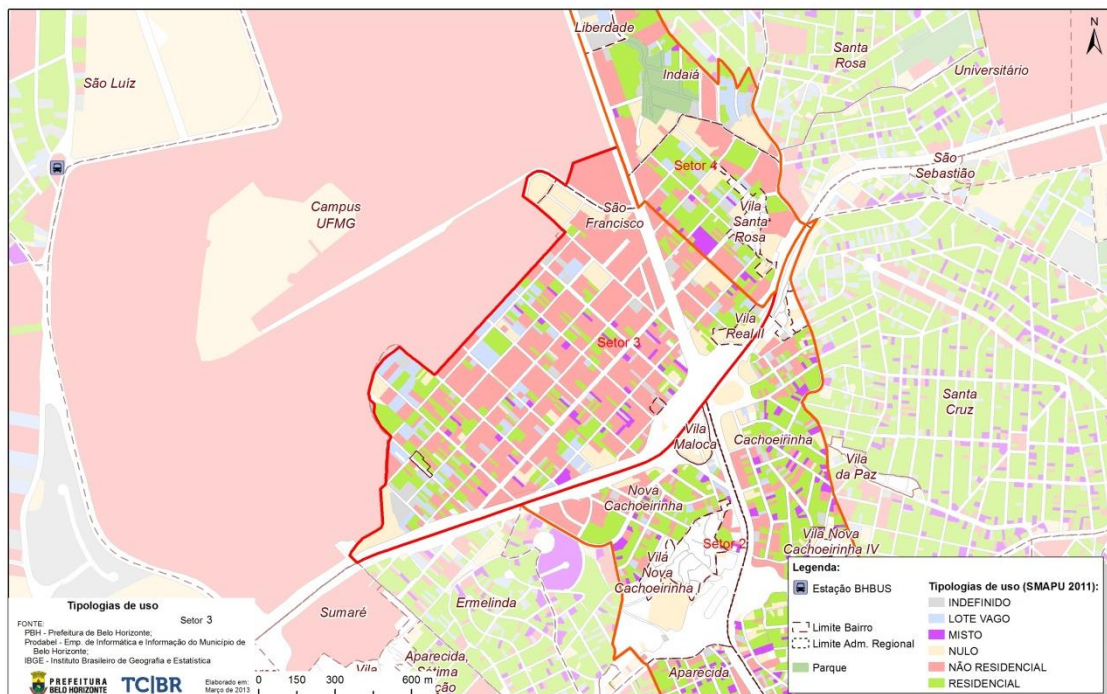 Liberdade
N
São Luíz
Indaiá
Santa
Rosa
Universitário
Setor 4
São
Sebastião
Campus
UFMG
São
Francisco
Vila
Santa
Rosa
Vila
Real II
Setor 3
Santa
Cruz
Vila
Maloca
Cachoeirinha
Vila
da Paz
Nova
Cachoeirinha
Setor 2
Vila Nova
Cachoeirinha IV
Vila
Nova
Cachoeirinha
Ermelinda
Sumaré
Aparecida,
Sétima
Aparecida
Tipologias de uso
Setor 3
FONTE:
PBH - Prefeitura de Belo Horizonte;
Prodabel - Emp. de Informática e Informação do Município de
Belo Horizonte;
IBGE - Instituto Brasileiro de Geografia e Estatística
PREFEITURA
BELO HORIZONTE
TC|BR
Elaborado em:
Março de 2013
0 150 300 600 m
Legenda:
Estação BHBUS
Limite Bairro
Limite Adm. Regional
Parque
Tipologias de uso (SMAPU 2011):
INDEFINIDO
LOTE VAGO
MISTO
NULO
NÃO RESIDENCIAL
RESIDENCIAL